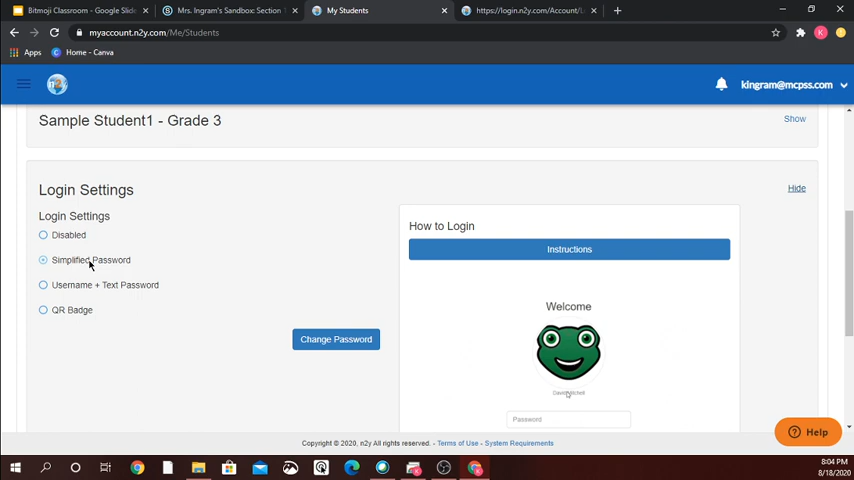 Bitmoji Classroom - Google Slide
Mrs. Ingram's Sandbox: Section
My Students
https://login.n2y.com/Account/L
myaccount.n2y.com/Me/Students
K
Apps
Home - Canva
n2y
kingram@mcpss.com
Sample Student1 - Grade 3
Show
Login Settings
Hide
Login Settings
Disabled
Simplified Password
Username + Text Password
QR Badge
Change Password
How to Login
Instructions
Welcome
Password
Copyright © 2020, n2y All rights reserved. - Terms of Use - System Requirements
Help
8:04 PM
8/18/2020